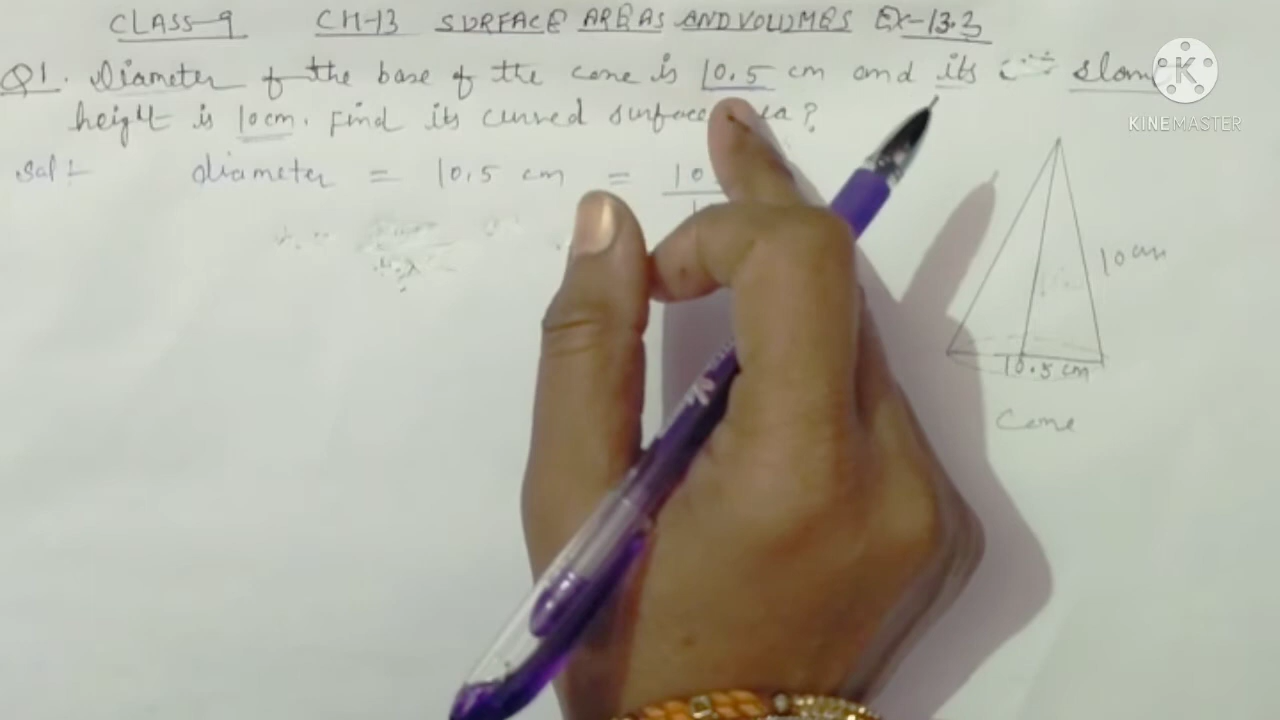 CLASS-9 CH-13 SURFACE AREAS AND VOLUMES EX-13.3
Q1. Diameter of the base of the cone is 10.5 cm and its
height is 10cm. Find its curved surface ?
Sol:- diameter = 10.5 cm = 10
10 cm
10.5 cm
Cone
K
KINEMASTER